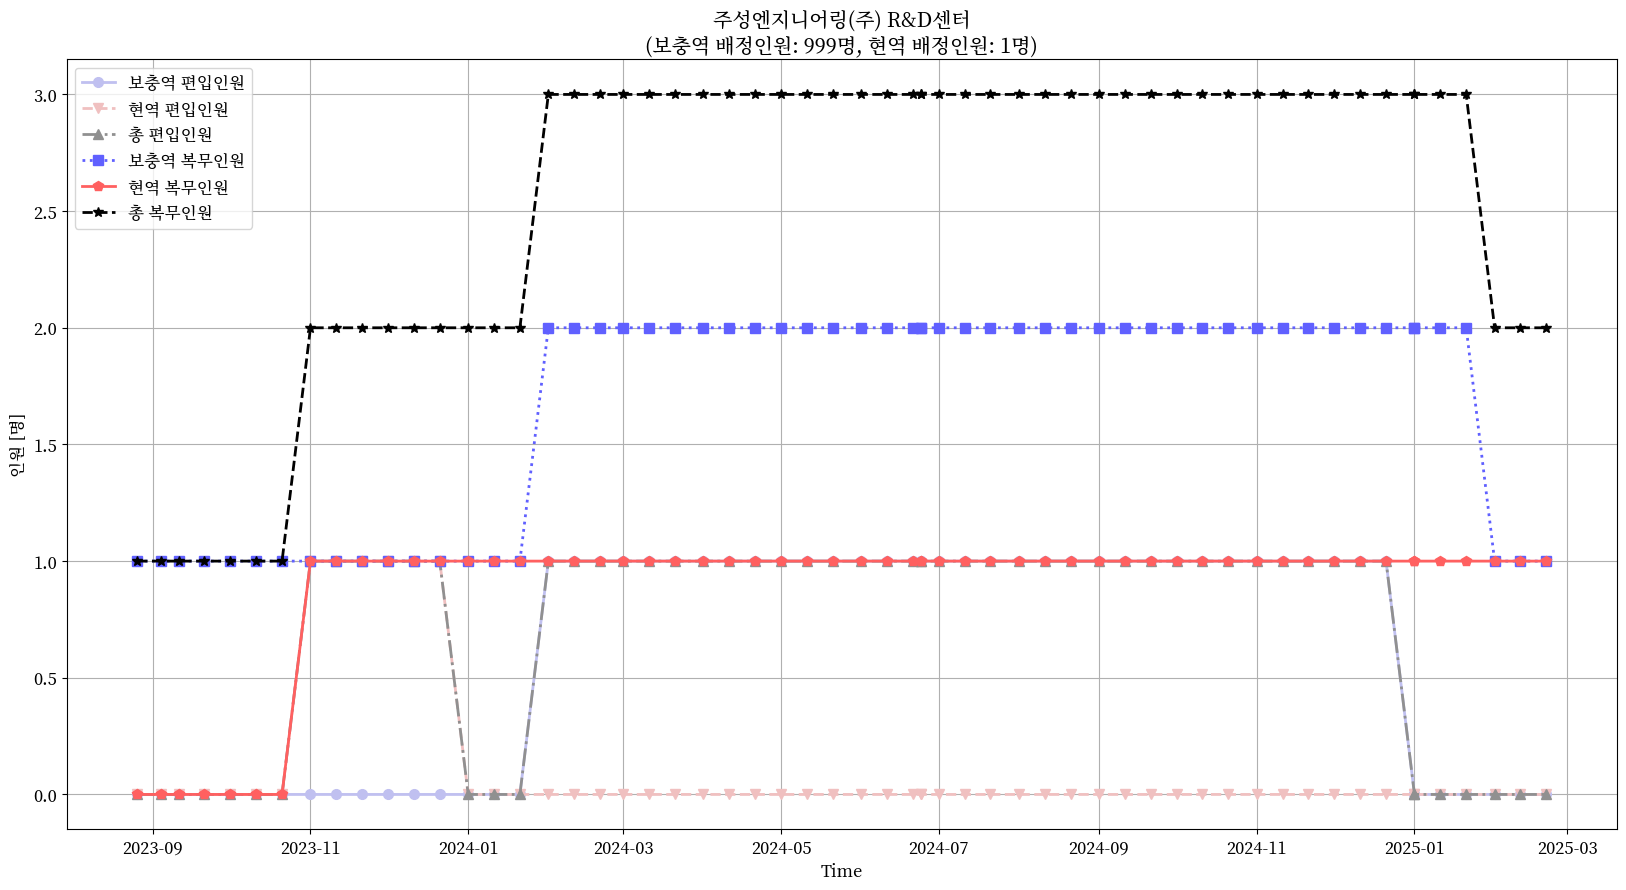 주성엔지니어링(주) R&D센터
(보충역 배정인원: 999명, 현역 배정인원: 1명)
보충역 편입인원
현역 편입인원
총 편입인원
보충역 복무인원
현역 복무인원
총 복무인원
3.0
2.5
2.0
1.5
1.0
0.5
0.0
인원 [명]
2023-09
2023-11
2024-01
2024-03
2024-05
2024-07
2024-09
2024-11
2025-01
2025-03
Time